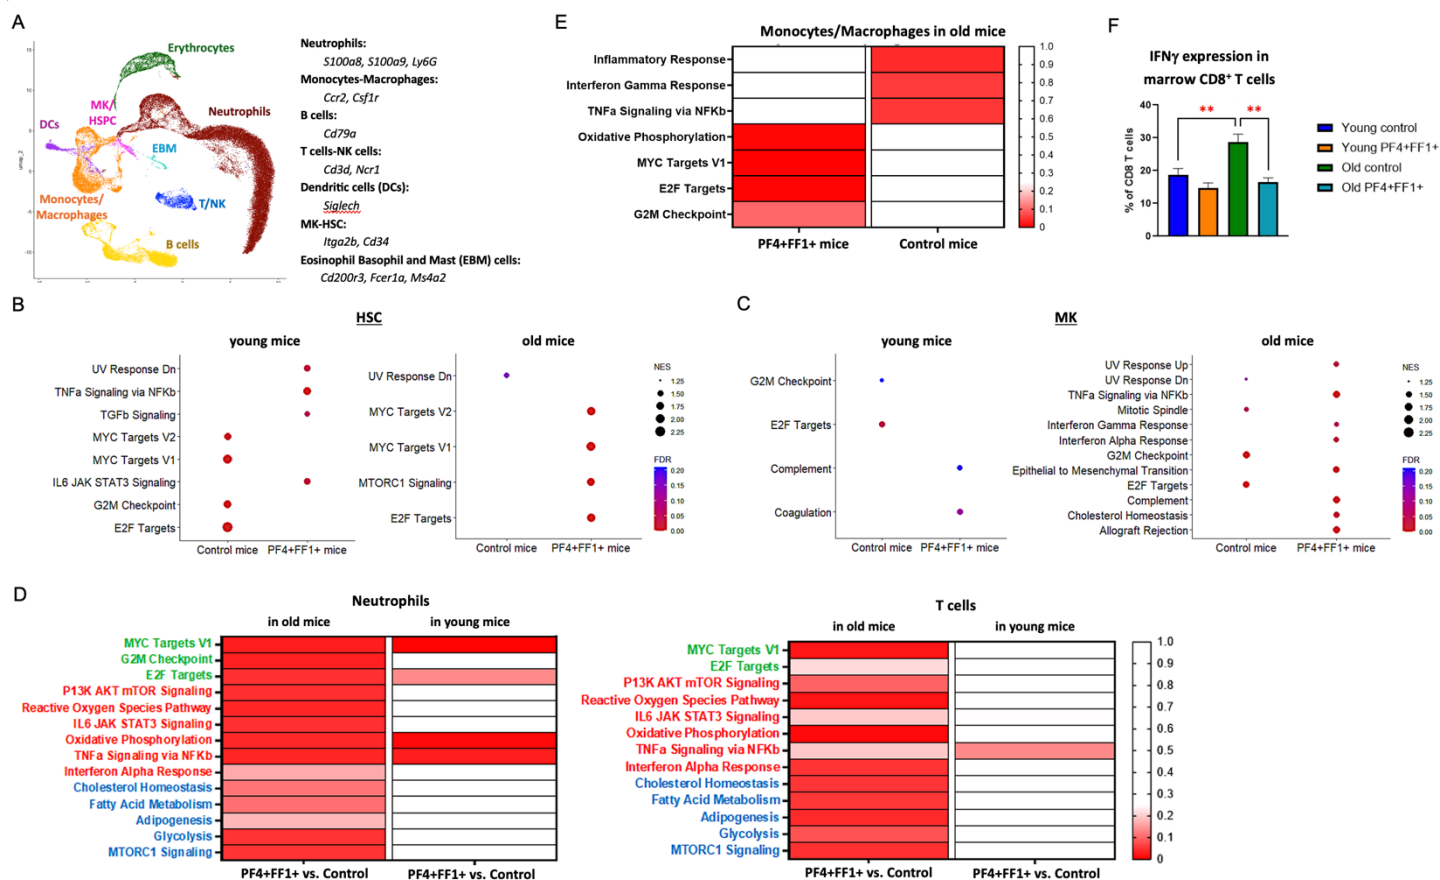 A
Erythrocytes
MK/
HSPC
Neutrophils
DCs
EBM
Monocytes/
Macrophages
T/NK
B cells
umap_2
15
5
0
-5
-10
Neutrophils:
S100a8, S100a9, Ly6G
Monocytes-Macrophages:
Ccr2, Csf1r
B cells:
Cd79a
T cells-NK cells:
Cd3d, Ncr1
Dendritic cells (DCs):
Siglech
MK-HSC:
Itga2b, Cd34
Eosinophil Basophil and Mast (EBM) cells:
Cd200r3, Fcer1a, Ms4a2
E
Monocytes/Macrophages in old mice
Inflammatory Response
Interferon Gamma Response
TNFa Signaling via NFKb
Oxidative Phosphorylation
MYC Targets V1
E2F Targets
G2M Checkpoint
PF4+FF1+ mice
Control mice
1.0
0.9
0.8
0.7
0.6
0.5
0.4
0.3
0.2
0.1
0
F
IFNγ expression in
marrow CD8+ T cells
% of CD8 T cells
40
30
20
10
0
**
**
Young control
Young PF4+FF1+
Old control
Old PF4+FF1+
B
HSC
young mice
UV Response Dn
TNFa Signaling via NFKb
TGFb Signaling
MYC Targets V2
MYC Targets V1
IL6 JAK STAT3 Signaling
G2M Checkpoint
E2F Targets
Control mice
PF4+FF1+ mice
old mice
UV Response Dn
MYC Targets V2
MYC Targets V1
MTORC1 Signaling
E2F Targets
Control mice
PF4+FF1+ mice
NES
1.25
1.50
1.75
2.00
2.25
FDR
0.20
0.15
0.10
0.05
0.00
C
MK
young mice
G2M Checkpoint
E2F Targets
Complement
Coagulation
Control mice
PF4+FF1+ mice
old mice
UV Response Up
UV Response Dn
TNFa Signaling via NFKb
Mitotic Spindle
Interferon Gamma Response
Interferon Alpha Response
G2M Checkpoint
Epithelial to Mesenchymal Transition
E2F Targets
Complement
Cholesterol Homeostasis
Allograft Rejection
Control mice
PF4+FF1+ mice
NES
1.25
1.50
1.75
2.00
2.25
FDR
0.20
0.15
0.10
0.05
0.00
D
Neutrophils
in old mice
in young mice
MYC Targets V1
G2M Checkpoint
E2F Targets
P13K AKT mTOR Signaling
Reactive Oxygen Species Pathway
IL6 JAK STAT3 Signaling
Oxidative Phosphorylation
TNFa Signaling via NFKb
Interferon Alpha Response
Cholesterol Homeostasis
Fatty Acid Metabolism
Adipogenesis
Glycolysis
MTORC1 Signaling
PF4+FF1+ vs. Control
PF4+FF1+ vs. Control
T cells
in old mice
in young mice
MYC Targets V1
E2F Targets
P13K AKT mTOR Signaling
Reactive Oxygen Species Pathway
IL6 JAK STAT3 Signaling
Oxidative Phosphorylation
TNFa Signaling via NFKb
Interferon Alpha Response
Cholesterol Homeostasis
Fatty Acid Metabolism
Adipogenesis
Glycolysis
MTORC1 Signaling
PF4+FF1+ vs. Control
PF4+FF1+ vs. Control
1.0
0.9
0.8
0.7
0.6
0.5
0.4
0.3
0.2
0.1
0